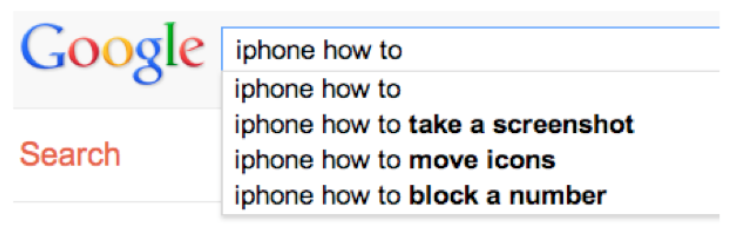 Google iphone how to
iphone how to
iphone how to take a screenshot
Search
iphone how to move icons
iphone how to block a number